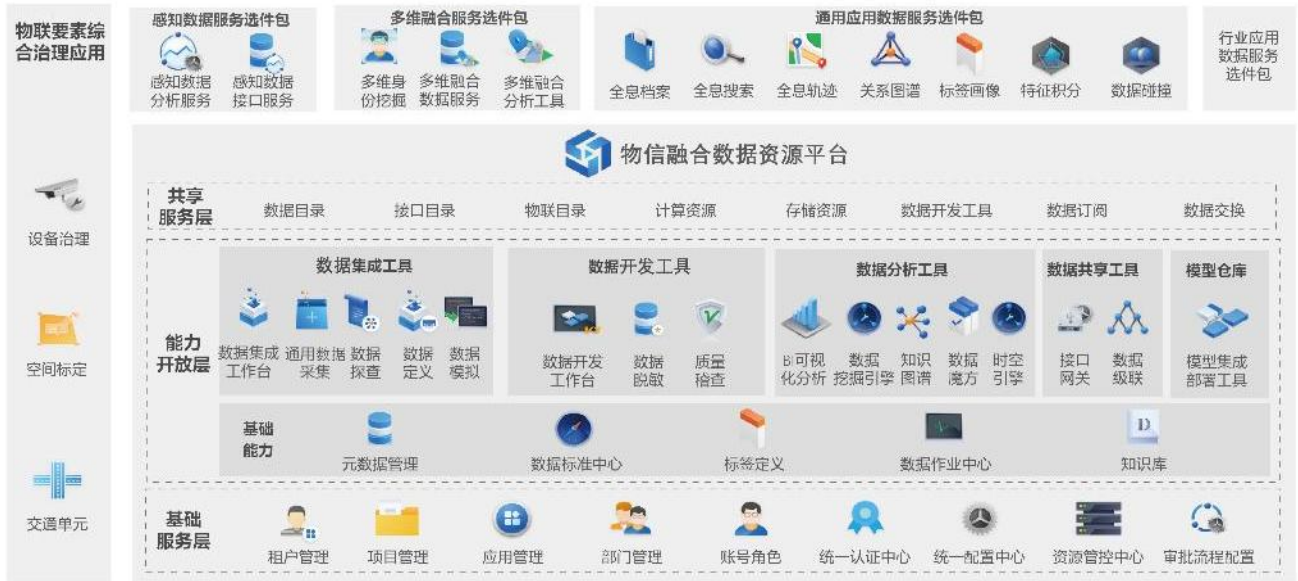 物联要素综
合治理应用
设备治理
空间标定
交通单元
感知数据服务选件包
感知数据
分析服务
感知数据
接口服务
多维融合服务选件包
多维身
份挖掘
多维融合
数据服务
多维融合
分析工具
通用应用数据服务选件包
全息档案
全息搜索
全息轨迹
关系图谱
标签画像
特征积分
数据碰撞
行业应用
数据服务
选件包
物信融合数据资源平台
共享
服务层
数据目录
接口目录
物联目录
计算资源
存储资源
数据开发工具
数据订阅
数据交换
能力
开放层
数据集成工具
数据集成
工作台
通用数据
采集
数据
探查
数据
定义
数据
模拟
数据开发工具
数据开发
工作台
数据
脱敏
质量
稽查
数据分析工具
BI可视
化分析
数据
挖掘引擎
知识
图谱
数据
魔方
时空
引擎
数据共享工具
接口
网关
数据
级联
模型仓库
模型集成
部署工具
基础
能力
元数据管理
数据标准中心
标签定义
数据作业中心
D
知识库
基础
服务层
租户管理
项目管理
应用管理
部门管理
账号角色
统一认证中心
统一配置中心
资源管控中心
审批流程配置